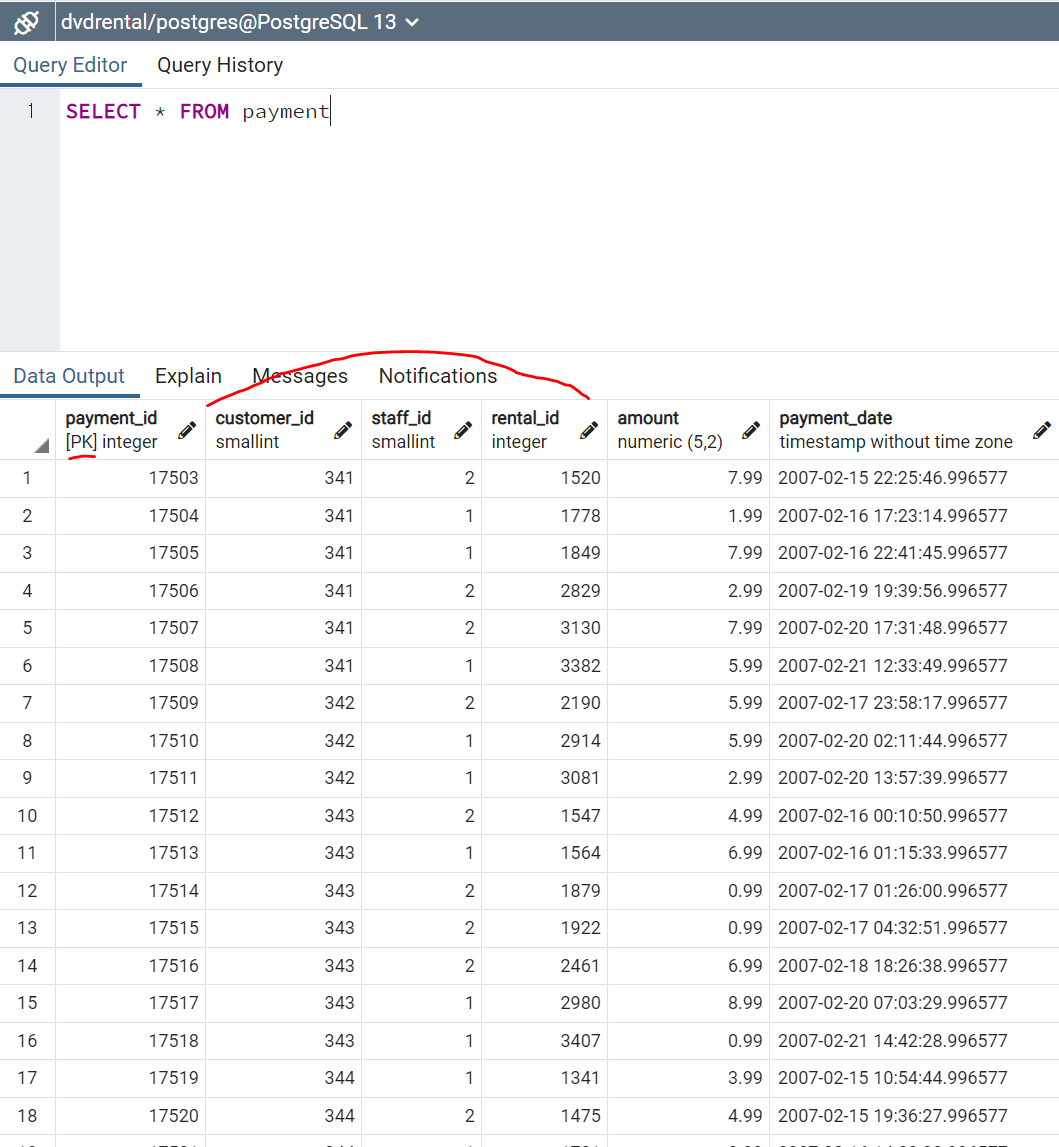 dvdrental/postgres@PostgreSQL 13
Query Editor Query History
1 SELECT * FROM payment
Data Output Explain Messages Notifications
payment_id customer_id staff_id rental_id amount payment_date
[PK] integer smallint smallint integer numeric (5,2) timestamp without time zone
1 17503 341 2 1520 7.99 2007-02-15 22:25:46.996577
2 17504 341 1 1778 1.99 2007-02-16 17:23:14.996577
3 17505 341 1 1849 7.99 2007-02-16 22:41:45.996577
4 17506 341 2 2829 2.99 2007-02-19 19:39:56.996577
5 17507 341 2 3130 7.99 2007-02-20 17:31:48.996577
6 17508 341 1 3382 5.99 2007-02-21 12:33:49.996577
7 17509 342 2 2190 5.99 2007-02-17 23:58:17.996577
8 17510 342 1 2914 5.99 2007-02-20 02:11:44.996577
9 17511 342 1 3081 2.99 2007-02-20 13:57:39.996577
10 17512 343 2 1547 4.99 2007-02-16 00:10:50.996577
11 17513 343 1 1564 6.99 2007-02-16 01:15:33.996577
12 17514 343 2 1879 0.99 2007-02-17 01:26:00.996577
13 17515 343 2 1922 0.99 2007-02-17 04:32:51.996577
14 17516 343 2 2461 6.99 2007-02-18 18:26:38.996577
15 17517 343 1 2980 8.99 2007-02-20 07:03:29.996577
16 17518 343 1 3407 0.99 2007-02-21 14:42:28.996577
17 17519 344 1 1341 3.99 2007-02-15 10:54:44.996577
18 17520 344 2 1475 4.99 2007-02-15 19:36:27.996577